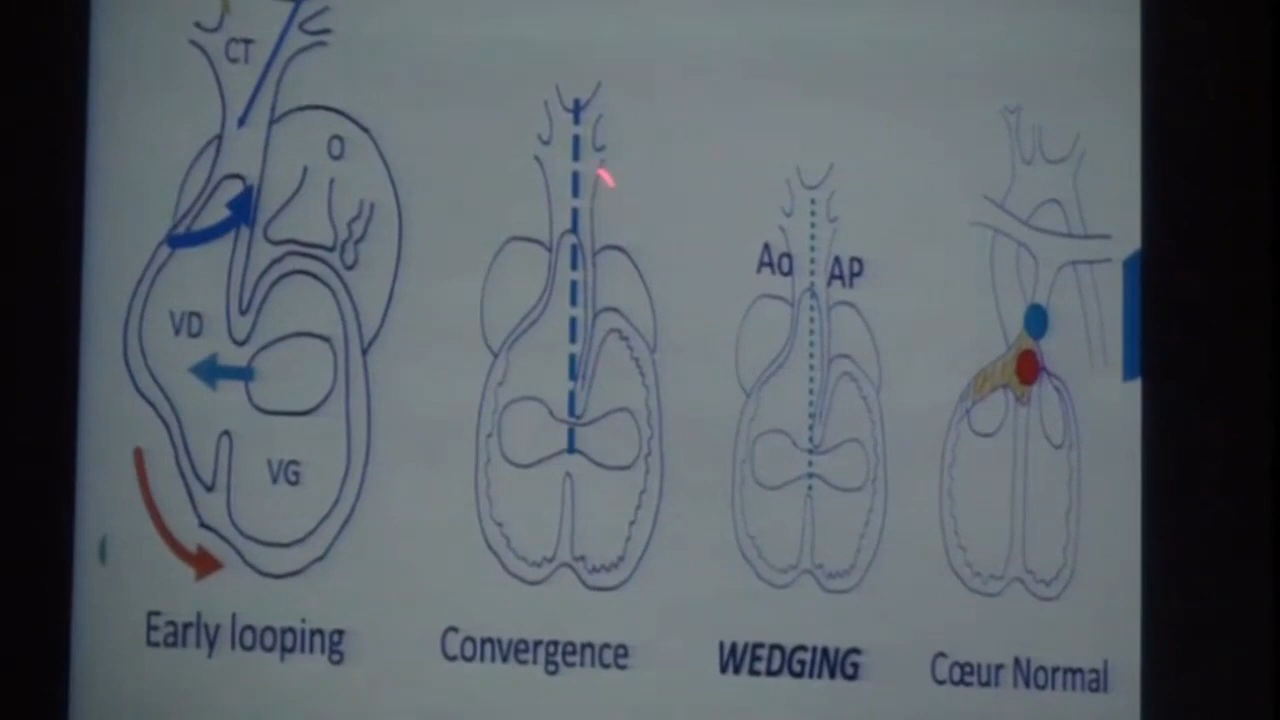 CT
O
VD
VG
Ao
AP
Early looping
Convergence
WEDGING
Cœur Normal